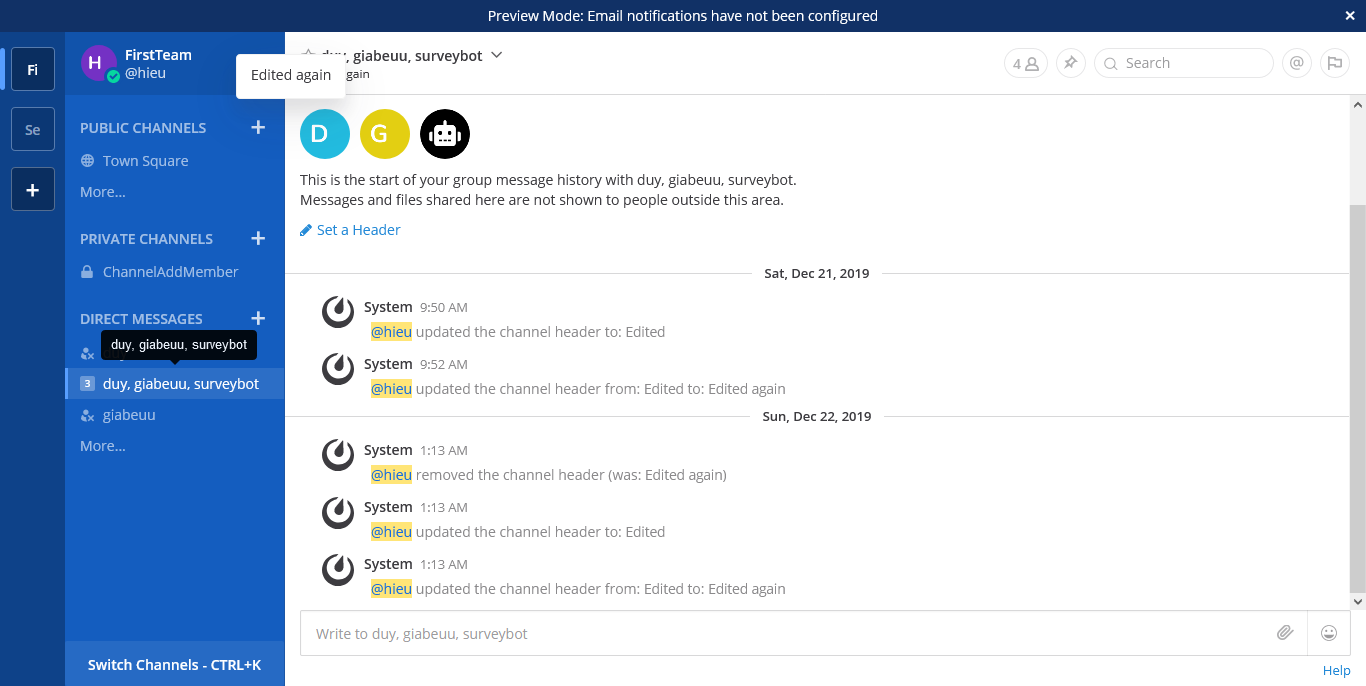 Preview Mode: Email notifications have not been configured ×
Fi
Se
+
H
FirstTeam
@hieu
PUBLIC CHANNELS +
Town Square
More...
PRIVATE CHANNELS +
ChannelAddMember
DIRECT MESSAGES +
duy, giabeuu, surveybot
3 duy, giabeuu, surveybot
giabeuu
More...
Switch Channels - CTRL+K
duy, giabeuu, surveybot
Edited again
gain
4
Search
@
D G
This is the start of your group message history with duy, giabeuu, surveybot.
Messages and files shared here are not shown to people outside this area.
Set a Header
Sat, Dec 21, 2019
System 9:50 AM
@hieu updated the channel header to: Edited
System 9:52 AM
@hieu updated the channel header from: Edited to: Edited again
Sun, Dec 22, 2019
System 1:13 AM
@hieu removed the channel header (was: Edited again)
System 1:13 AM
@hieu updated the channel header to: Edited
System 1:13 AM
@hieu updated the channel header from: Edited to: Edited again
Write to duy, giabeuu, surveybot
Help